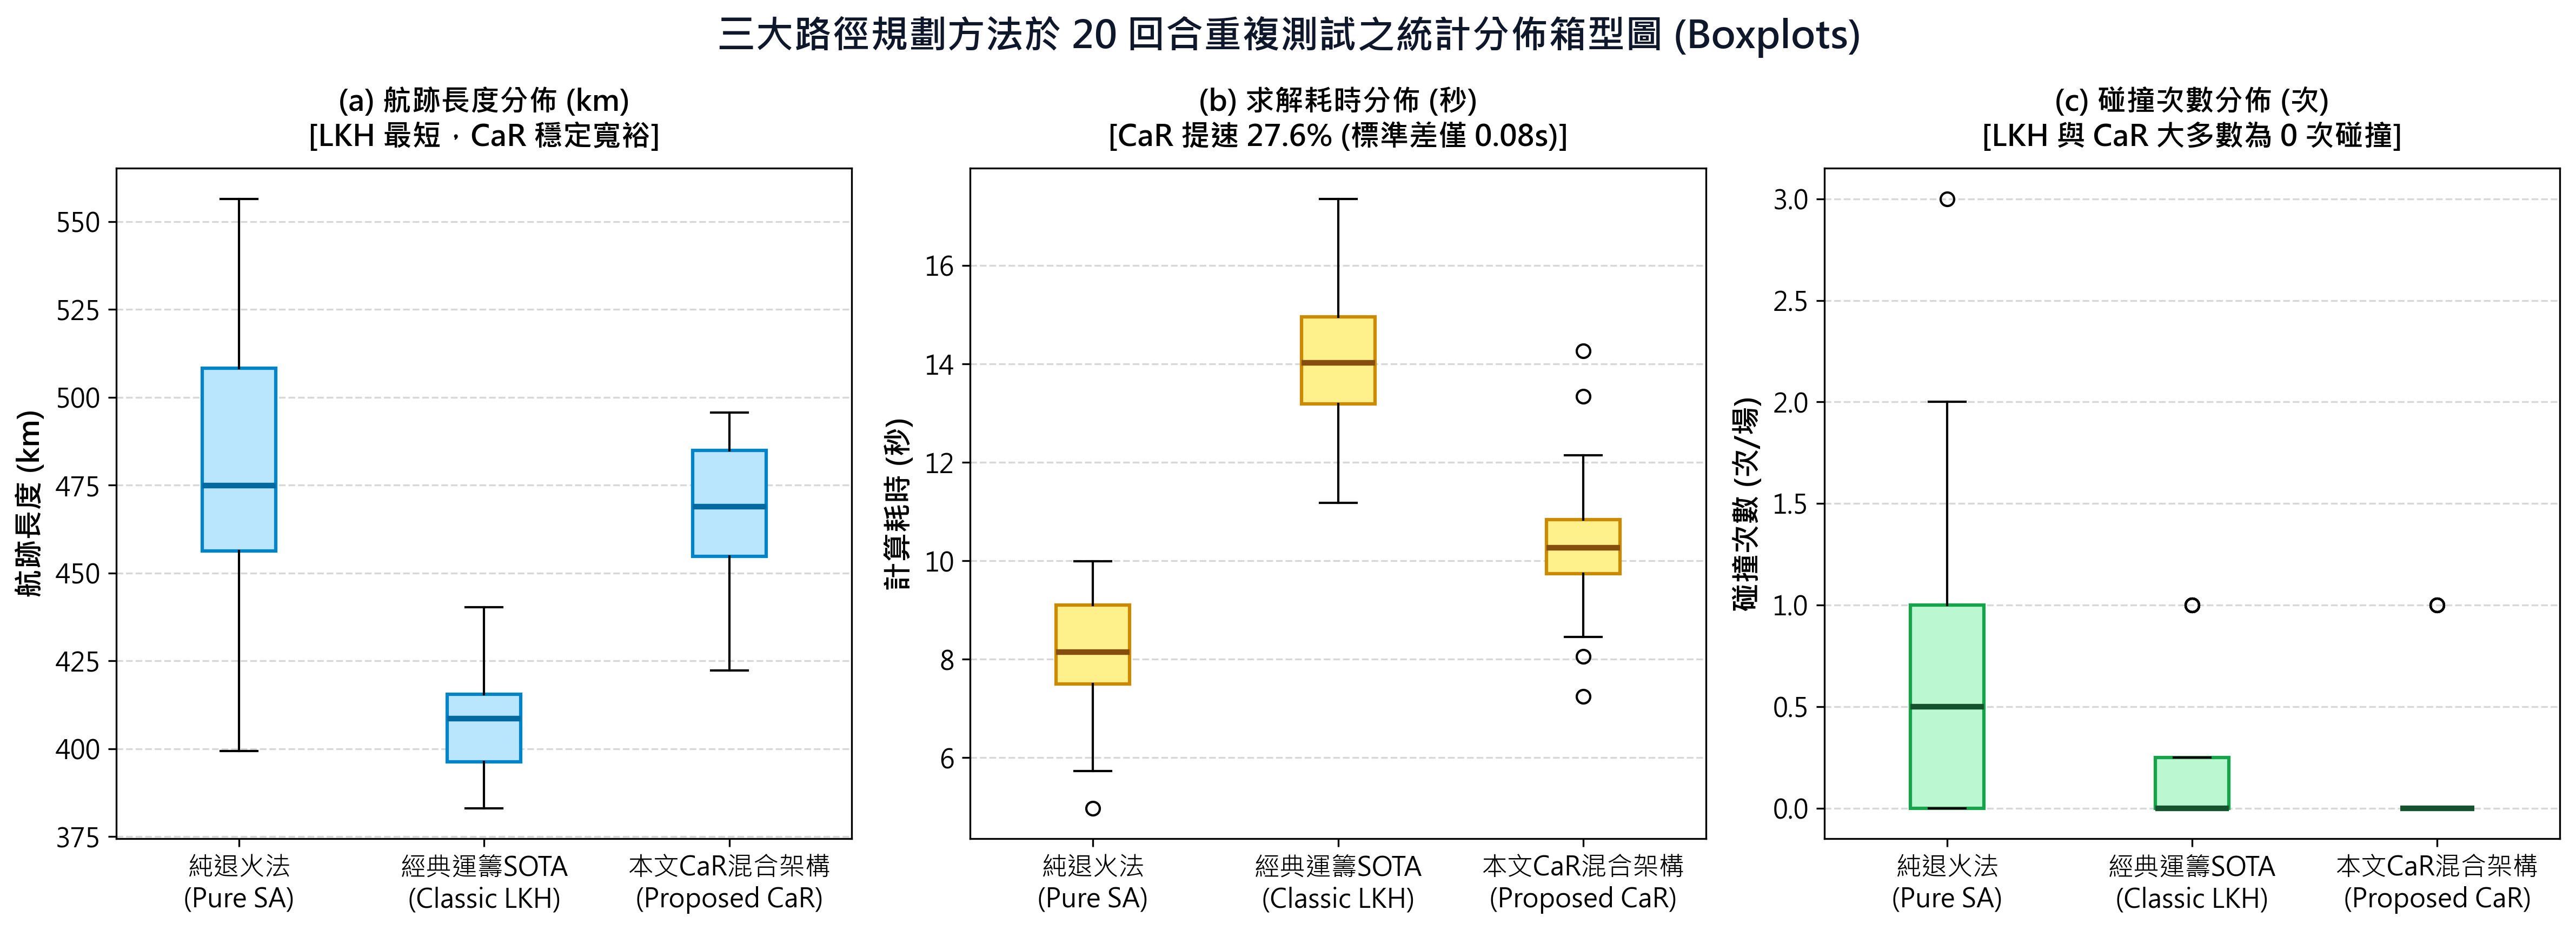 三大路徑規劃方法於 20 回合重複測試之統計分佈箱型圖 (Boxplots)
(a) 航跡長度分佈 (km)
[LKH 最短，CaR 穩定寬裕]
航跡長度 (km)
550
525
500
475
450
425
400
375
純退火法
(Pure SA)
經典運籌SOTA
(Classic LKH)
本文CaR混合架構
(Proposed CaR)
(b) 求解耗時分佈 (秒)
[CaR 提速 27.6% (標準差僅 0.08s)]
計算耗時 (秒)
16
14
12
10
8
6
純退火法
(Pure SA)
經典運籌SOTA
(Classic LKH)
本文CaR混合架構
(Proposed CaR)
(c) 碰撞次數分佈 (次)
[LKH 與 CaR 大多數為 0 次碰撞]
碰撞次數 (次/場)
3.0
2.5
2.0
1.5
1.0
0.5
0.0
純退火法
(Pure SA)
經典運籌SOTA
(Classic LKH)
本文CaR混合架構
(Proposed CaR)